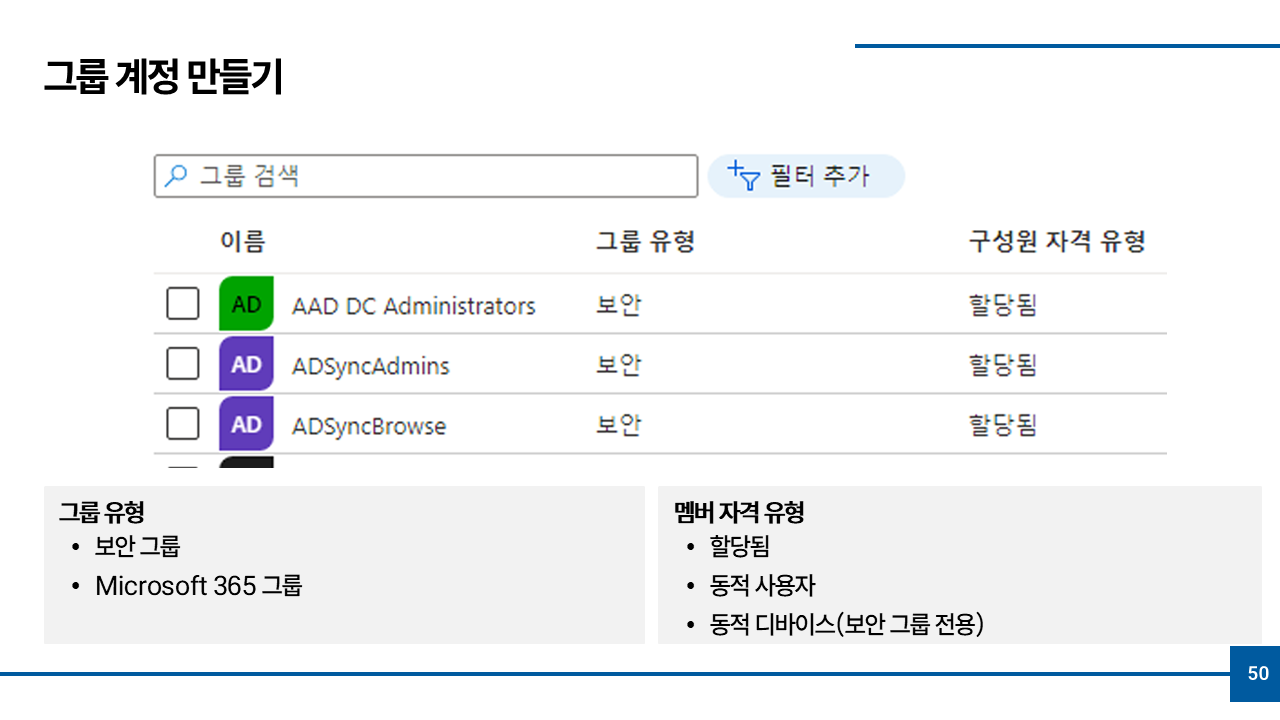 그룹 계정 만들기
그룹 검색
필터 추가
이름 그룹 유형 구성원 자격 유형
AD AAD DC Administrators 보안 할당됨
AD ADSyncAdmins 보안 할당됨
AD ADSyncBrowse 보안 할당됨
그룹 유형
• 보안 그룹
• Microsoft 365 그룹
멤버 자격 유형
• 할당됨
• 동적 사용자
• 동적 디바이스(보안 그룹 전용)
50